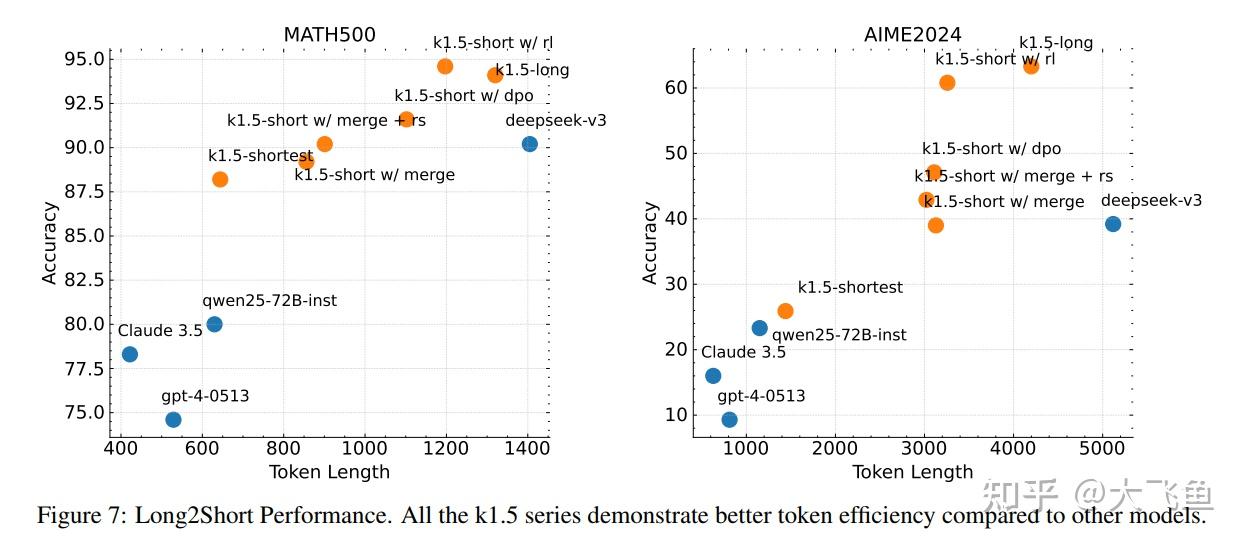 MATH500
k1.5-short w/ rl
k1.5-long
k1.5-short w/ dpo
k1.5-short w/ merge + rs
deepseek-v3
k1.5-shortest
k1.5-short w/ merge
qwen25-72B-inst
Claude 3.5
gpt-4-0513
95.0
92.5
90.0
87.5
85.0
82.5
80.0
77.5
75.0
Accuracy
400 600 800 1000 1200 1400
Token Length
AIME2024
k1.5-long
k1.5-short w/ rl
k1.5-short w/ dpo
k1.5-short w/ merge + rs
k1.5-short w/ merge
deepseek-v3
k1.5-shortest
qwen25-72B-inst
Claude 3.5
gpt-4-0513
60
50
40
30
20
10
Accuracy
1000 2000 3000 4000 5000
Token Length
知乎 @大飞鱼
Figure 7: Long2Short Performance. All the k1.5 series demonstrate better token efficiency compared to other models.